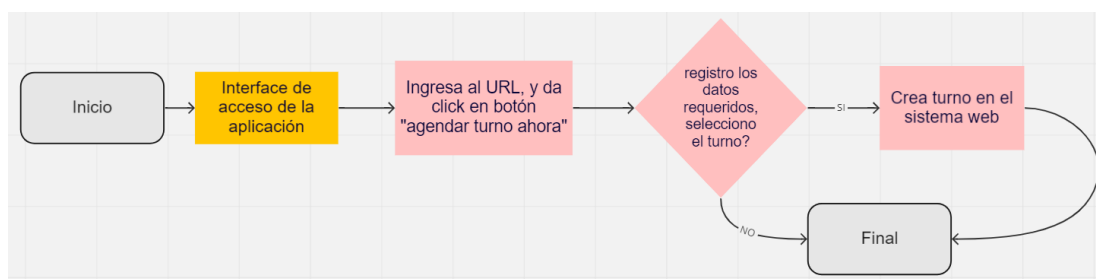 Inicio
Interface de
acceso de la
aplicación
Ingresa al URL, y da
click en botón
"agendar turno ahora"
registro los
datos
requeridos,
selecciono
el turno?
SI
Crea turno en el
sistema web
NO
Final